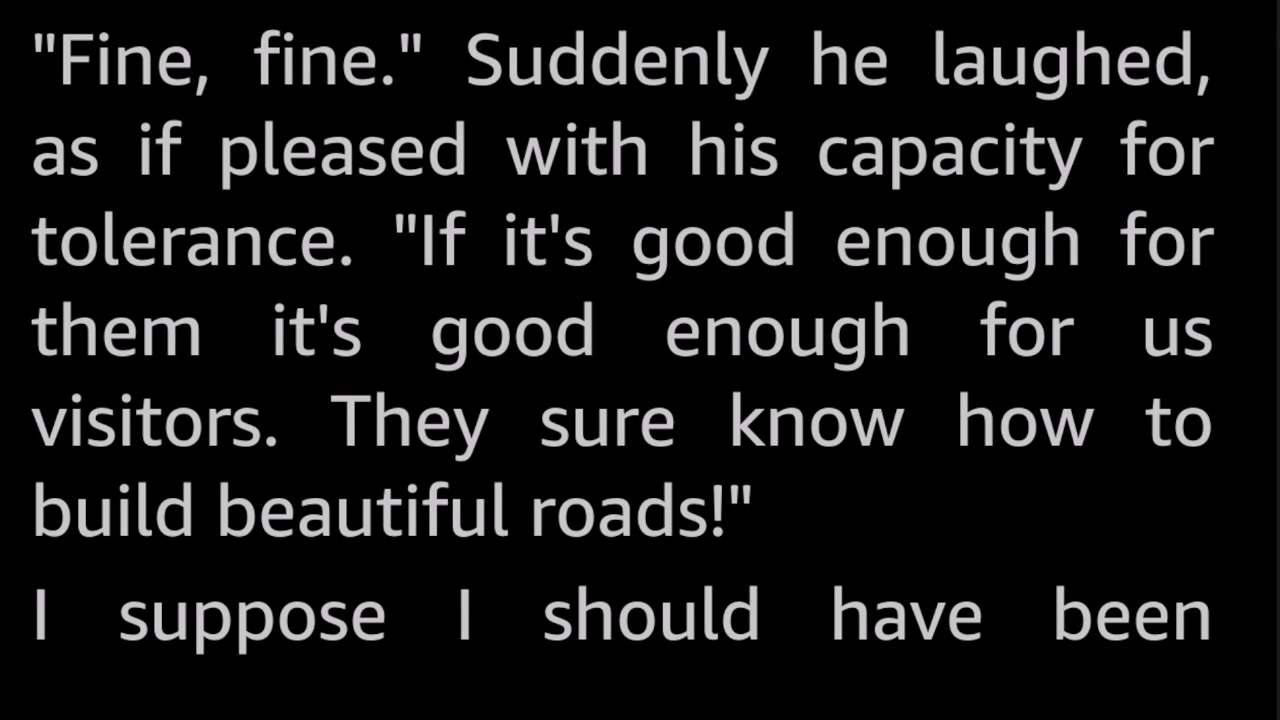 "Fine, fine." Suddenly he laughed,
as if pleased with his capacity for
tolerance. "If it's good enough for
them it's good enough for us
visitors. They sure know how to
build beautiful roads!"
I suppose I should have been